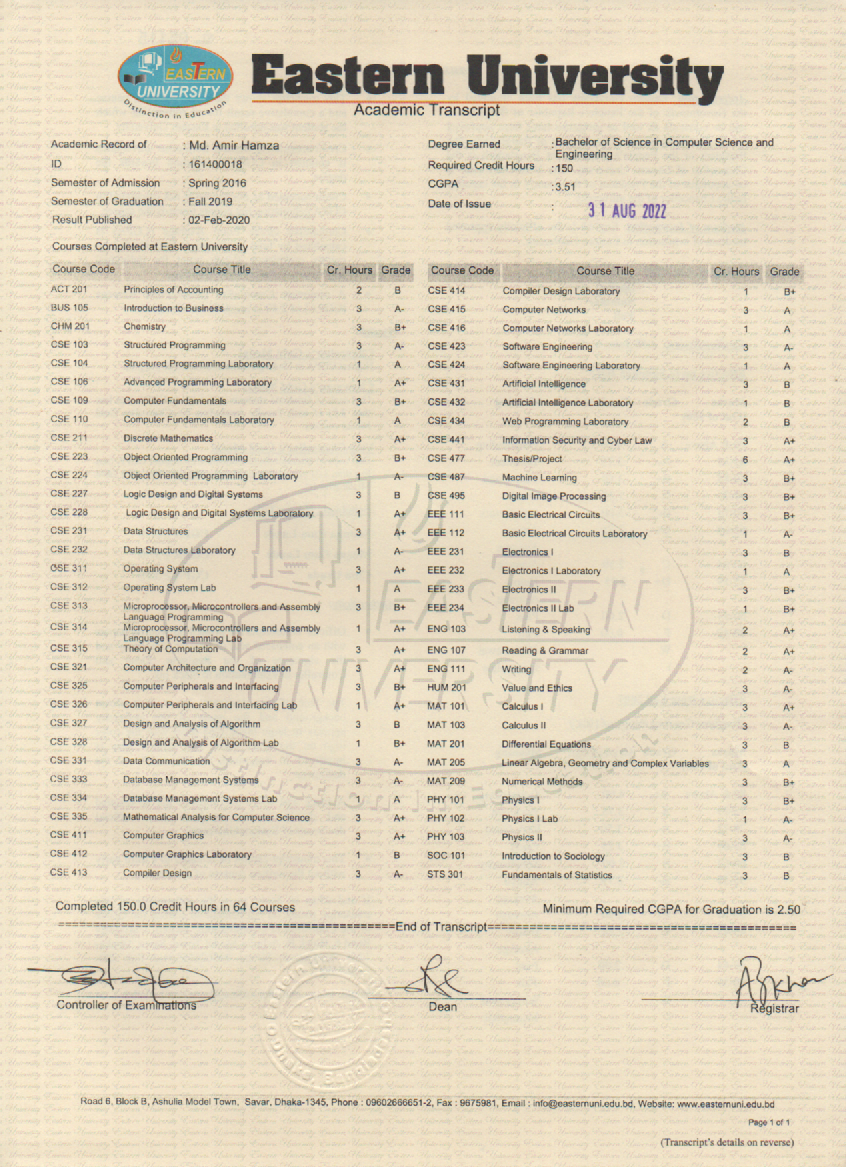 EASTERN
UNIVERSITY
Distinction in Education
Eastern University
Academic Transcript
Academic Record of : Md. Amir Hamza
ID : 161400018
Semester of Admission : Spring 2016
Semester of Graduation : Fall 2019
Result Published : 02-Feb-2020
Degree Earned : Bachelor of Science in Computer Science and
Engineering
Required Credit Hours : 150
CGPA : 3.51
Date of Issue : 31 AUG 2022
Courses Completed at Eastern University
Course Code Course Title Cr. Hours Grade
ACT 201 Principles of Accounting 2 B
BUS 105 Introduction to Business 3 A-
CHM 201 Chemistry 3 B+
CSE 103 Structured Programming 3 A-
CSE 104 Structured Programming Laboratory 1 A
CSE 106 Advanced Programming Laboratory 1 A+
CSE 109 Computer Fundamentals 3 B+
CSE 110 Computer Fundamentals Laboratory 1 A
CSE 211 Discrete Mathematics 3 A+
CSE 223 Object Oriented Programming 3 B+
CSE 224 Object Oriented Programming Laboratory 1 A-
CSE 227 Logic Design and Digital Systems 3 B
CSE 228 Logic Design and Digital Systems Laboratory 1 A+
CSE 231 Data Structures 3 A+
CSE 232 Data Structures Laboratory 1 A-
CSE 311 Operating System 3 A+
CSE 312 Operating System Lab 1 A
CSE 313 Microprocessor, Microcontrollers and Assembly 3 B+
Language Programming
CSE 314 Microprocessor, Microcontrollers and Assembly 1 A+
Language Programming Lab
CSE 315 Theory of Computation 3 A+
CSE 321 Computer Architecture and Organization 3 A+
CSE 325 Computer Peripherals and Interfacing 3 B+
CSE 326 Computer Peripherals and Interfacing Lab 1 A+
CSE 327 Design and Analysis of Algorithm 3 B
CSE 328 Design and Analysis of Algorithm Lab 1 B+
CSE 331 Data Communication 3 A-
CSE 333 Database Management Systems 3 A-
CSE 334 Database Management Systems Lab 1 A
CSE 335 Mathematical Analysis for Computer Science 3 A+
CSE 411 Computer Graphics 3 A+
CSE 412 Computer Graphics Laboratory 1 B
CSE 413 Compiler Design 3 A-
Course Code Course Title Cr. Hours Grade
CSE 414 Compiler Design Laboratory 1 B+
CSE 415 Computer Networks 3 A
CSE 416 Computer Networks Laboratory 1 A
CSE 423 Software Engineering 3 A-
CSE 424 Software Engineering Laboratory 1 A
CSE 431 Artificial Intelligence 3 B
CSE 432 Artificial Intelligence Laboratory 1 B
CSE 434 Web Programming Laboratory 2 B
CSE 441 Information Security and Cyber Law 3 A+
CSE 477 Thesis/Project 6 A+
CSE 487 Machine Learning 3 B+
CSE 495 Digital Image Processing 3 B+
EEE 111 Basic Electrical Circuits 3 B+
EEE 112 Basic Electrical Circuits Laboratory 1 A-
EEE 231 Electronics I 3 B
EEE 232 Electronics I Laboratory 1 A
EEE 233 Electronics II 3 B+
EEE 234 Electronics II Lab 1 B+
ENG 103 Listening & Speaking 2 A+
ENG 107 Reading & Grammar 2 A+
ENG 111 Writing 2 A-
HUM 201 Value and Ethics 3 A-
MAT 101 Calculus I 3 A+
MAT 103 Calculus II 3 A-
MAT 201 Differential Equations 3 B
MAT 205 Linear Algebra, Geometry and Complex Variables 3 A
MAT 209 Numerical Methods 3 B+
PHY 101 Physics I 3 B+
PHY 102 Physics I Lab 1 A-
PHY 103 Physics II 3 A-
SOC 101 Introduction to Sociology 3 B
STS 301 Fundamentals of Statistics 3 B
EASTERN
UNIVERSITY
Distinction in Education
Completed 150.0 Credit Hours in 64 Courses
Minimum Required CGPA for Graduation is 2.50
End of Transcript
Controller of Examinations
Dean
Registrar
Road 6, Block B, Ashulia Model Town, Savar, Dhaka-1345, Phone : 09602666651-2, Fax : 9675981, Email : info@easternuni.edu.bd, Website: www.easternuni.edu.bd
Page 1 of 1
(Transcript's details on reverse)